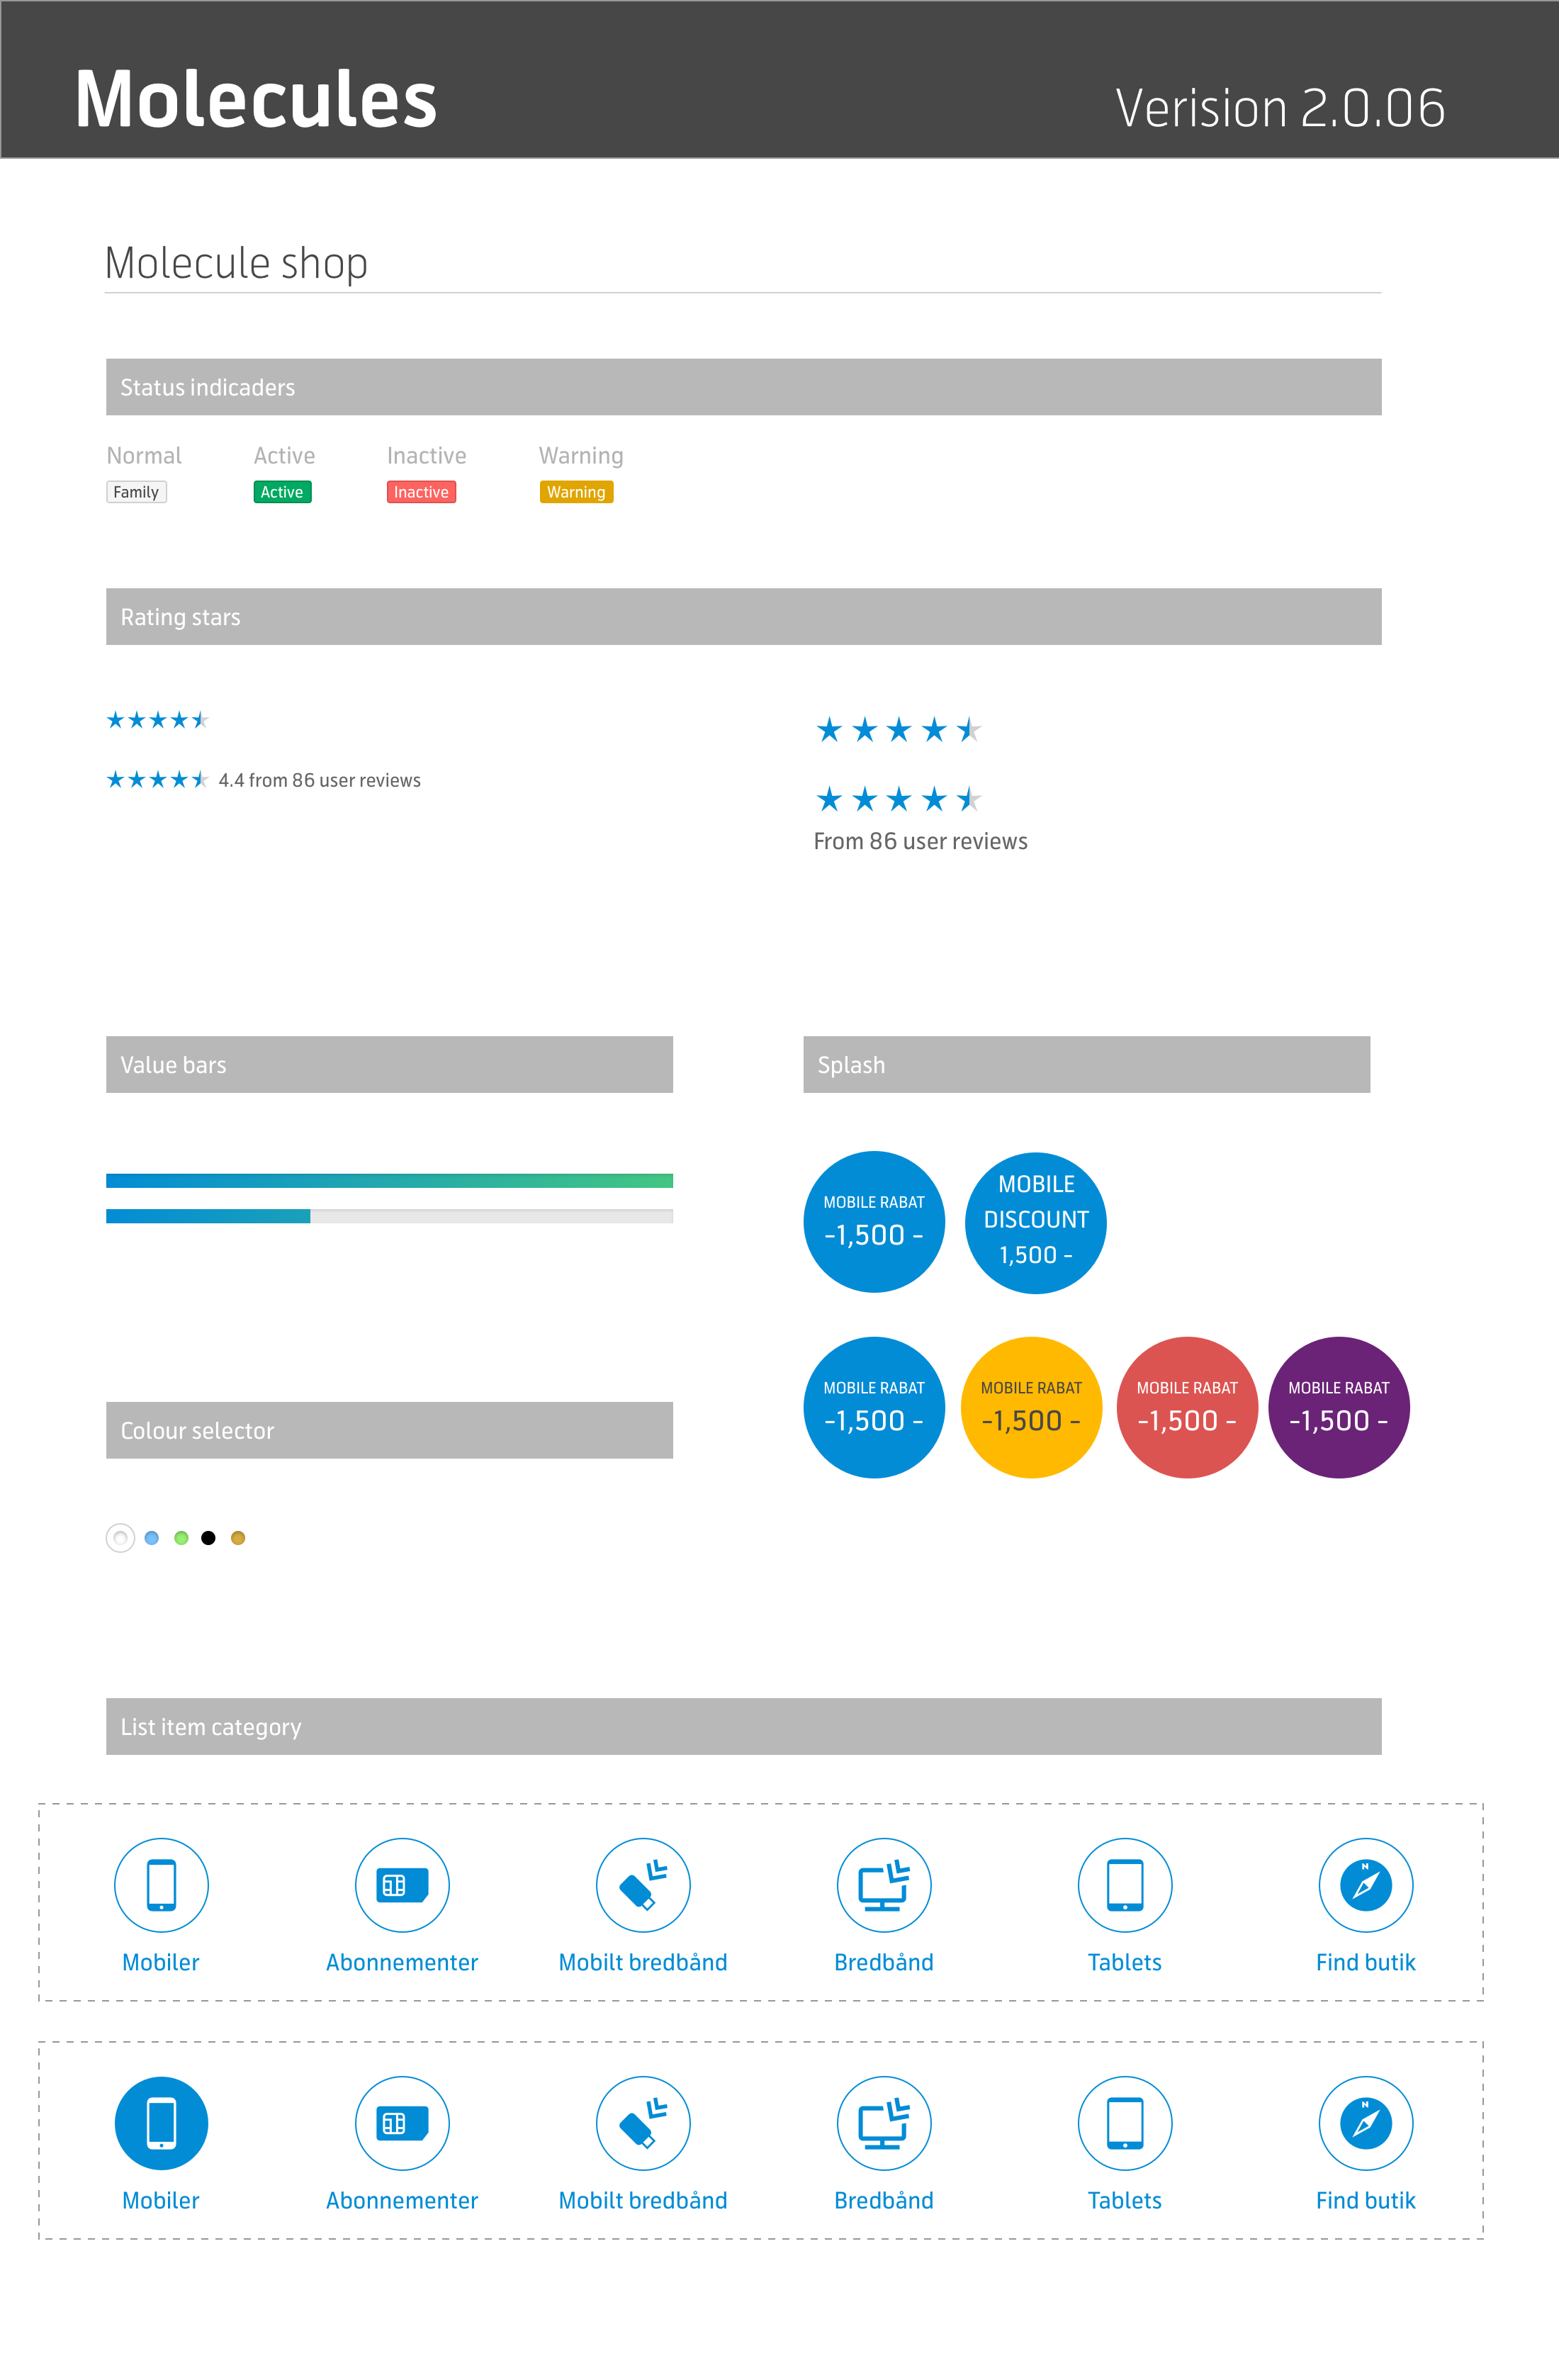 Molecules
Verision 2.0.06
Molecule shop
Status indicaders
Normal Active Inactive Warning
Family Active Inactive Warning
Rating stars
4.4 from 86 user reviews
From 86 user reviews
Value bars
Splash
MOBILE RABAT
-1,500 -
MOBILE
DISCOUNT
1,500 -
MOBILE RABAT
-1,500 -
MOBILE RABAT
-1,500 -
MOBILE RABAT
-1,500 -
MOBILE RABAT
-1,500 -
Colour selector
List item category
N
Mobiler Abonnementer Mobilt bredbånd Bredbånd Tablets Find butik
N
Mobiler Abonnementer Mobilt bredbånd Bredbånd Tablets Find butik